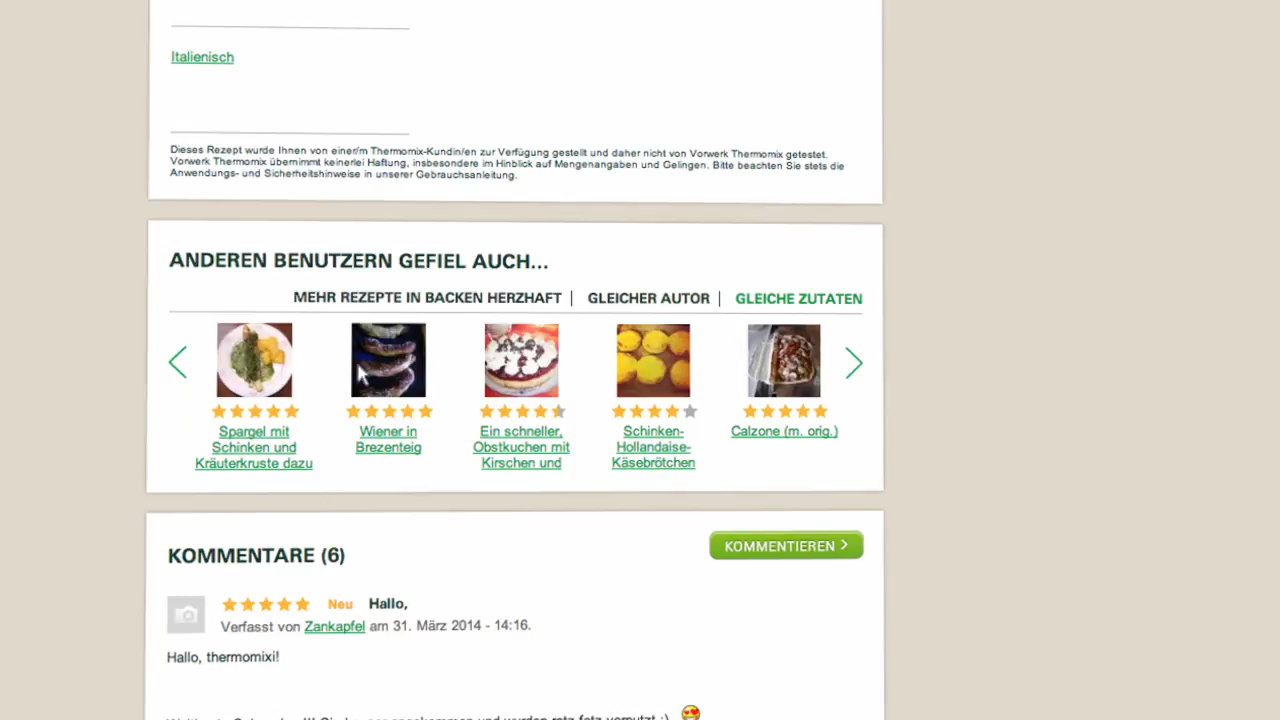 Italienisch
Dieses Rezept wurde Ihnen von einer/m Thermomix-Kundin/en zur Verfügung gestellt und daher nicht von Vorwerk Thermomix getestet.
Vorwerk Thermomix übernimmt keinerlei Haftung, insbesondere im Hinblick auf Mengenangaben und Gelingen. Bitte beachten Sie stets die
Anwendungs- und Sicherheitshinweise in unserer Gebrauchsanleitung.
ANDEREN BENUTZERN GEFIEL AUCH...
MEHR REZEPTE IN BACKEN HERZHAFT | GLEICHER AUTOR | GLEICHE ZUTATEN
Spargel mit
Schinken und
Kräuterkruste dazu
Wiener in
Brezenteig
Ein schneller,
Obstkuchen mit
Kirschen und
Schinken-
Hollandaise-
Käsebrötchen
Calzone (m. orig.)
KOMMENTARE (6)
KOMMENTIEREN >
Neu Hallo,
Verfasst von Zankapfel am 31. März 2014 - 14:16.
Hallo, thermomixi!